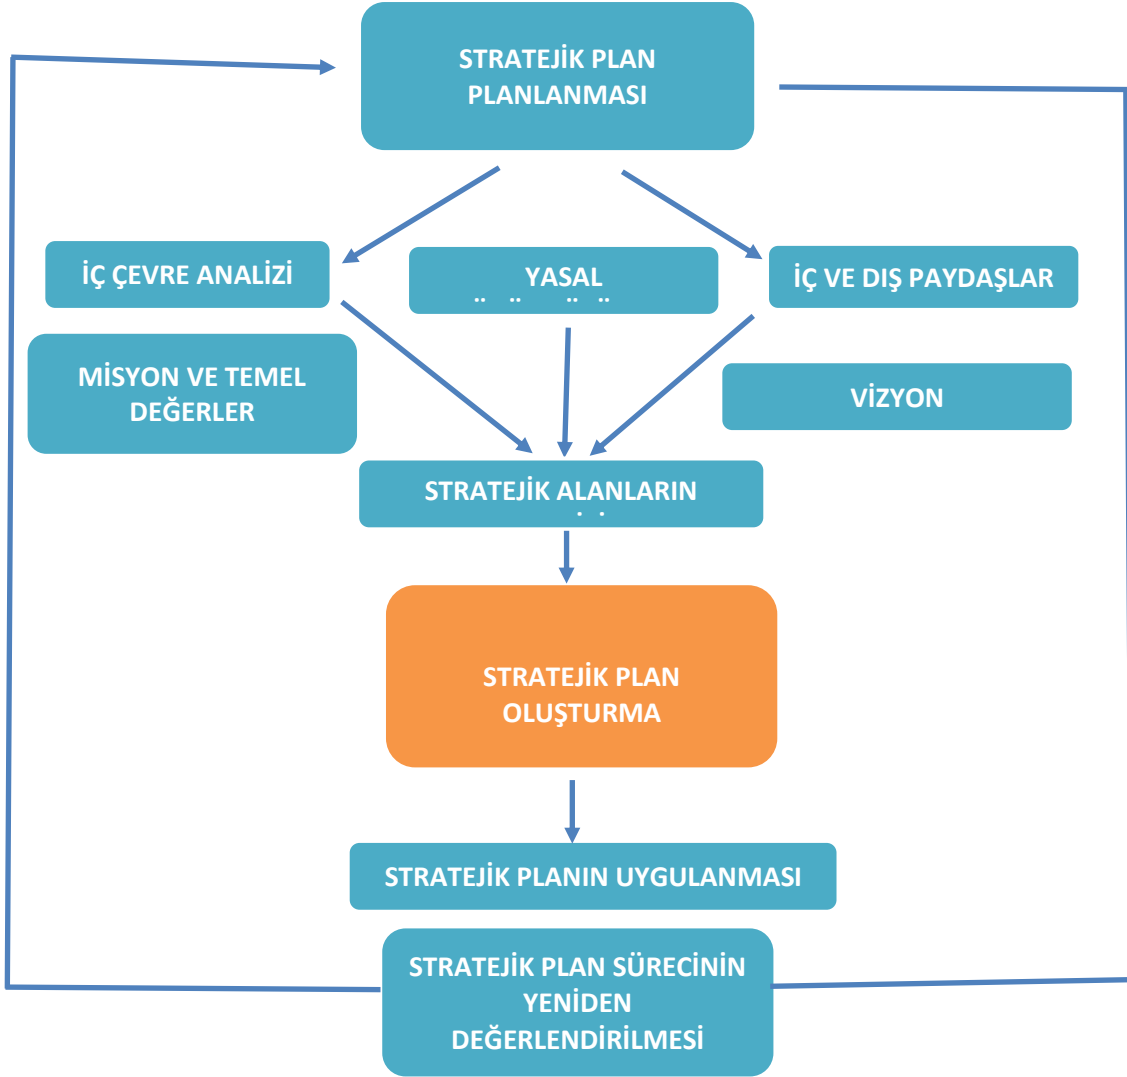 STRATEJİK PLAN
PLANLANMASI
İÇ ÇEVRE ANALİZİ
YASAL
İÇ VE DIŞ PAYDAŞLAR
MİSYON VE TEMEL
DEĞERLER
VİZYON
STRATEJİK ALANLARIN
STRATEJİK PLAN
OLUŞTURMA
STRATEJİK PLANIN UYGULANMASI
STRATEJİK PLAN SÜRECİNİN
YENİDEN
DEĞERLENDİRİLMESİ